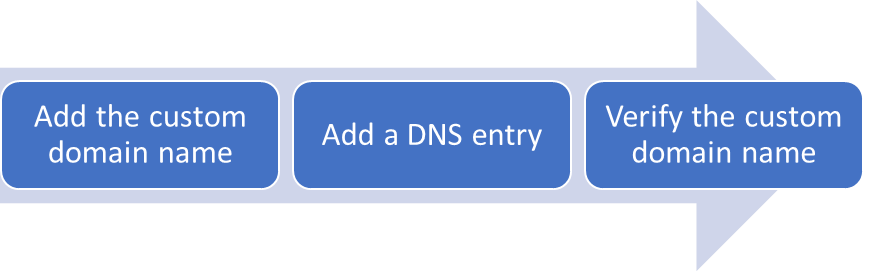 Add the custom
domain name
Add a DNS entry
Verify the custom
domain name